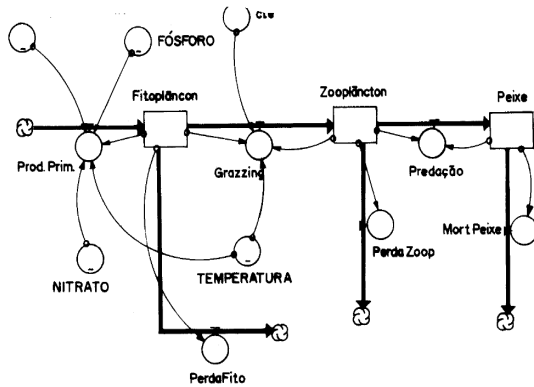 FÓSFORO
Fitoplâncon
Zooplâncton
Peixe
Prod. Prim.
Grazzing
Predação
Mort Peixe
Perda Zoop
NITRATO
TEMPERATURA
PerdaFito